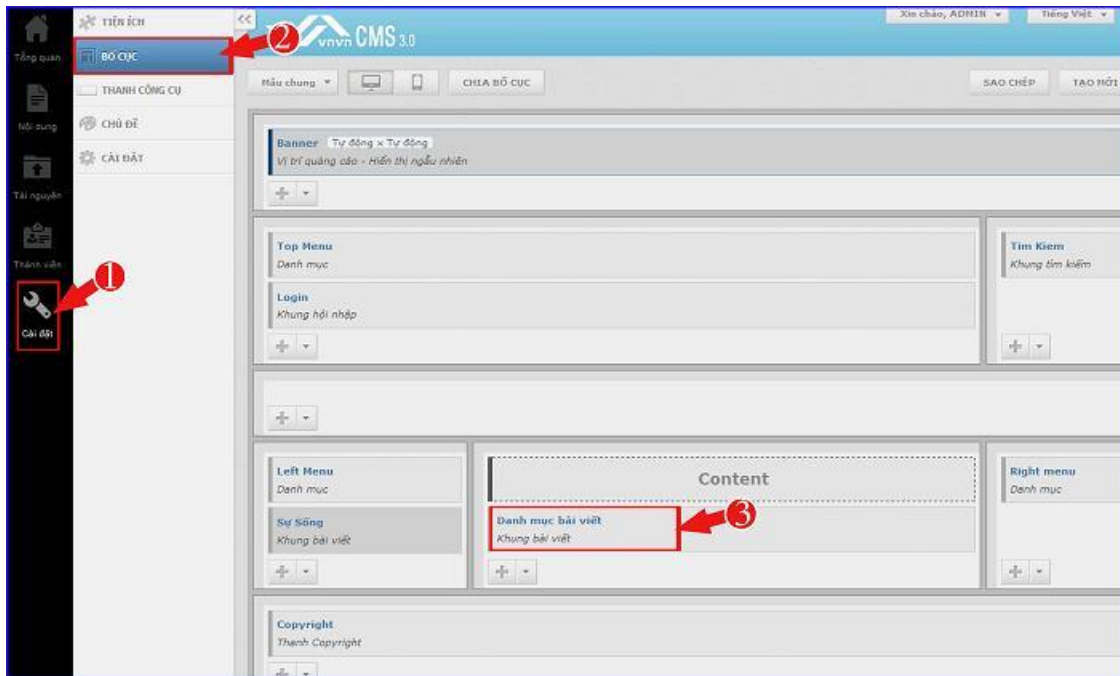 Tổng quan
Nội dung
Tài nguyên
Thành viên
1
Cài đặt
TIỆN ÍCH
BỐ CỤC
2
THANH CÔNG CỤ
CHỦ ĐỀ
CÀI ĐẶT
<<
vnvn CMS 3.0
Xin chào, ADMIN
Tiếng Việt
Mẫu chung
CHIA BỐ CỤC
SAO CHÉP
TẠO MỚI
Banner Tự động x Tự động
Vị trí quảng cáo - Hiển thị ngẫu nhiên
Top Menu
Danh mục
Login
Khung hội nhập
Tim Kiem
Khung tìm kiếm
Left Menu
Danh mục
Sự Sống
Khung bài viết
Content
Danh mục bài viết
Khung bài viết
3
Right menu
Danh mục
Copyright
Thanh Copyright